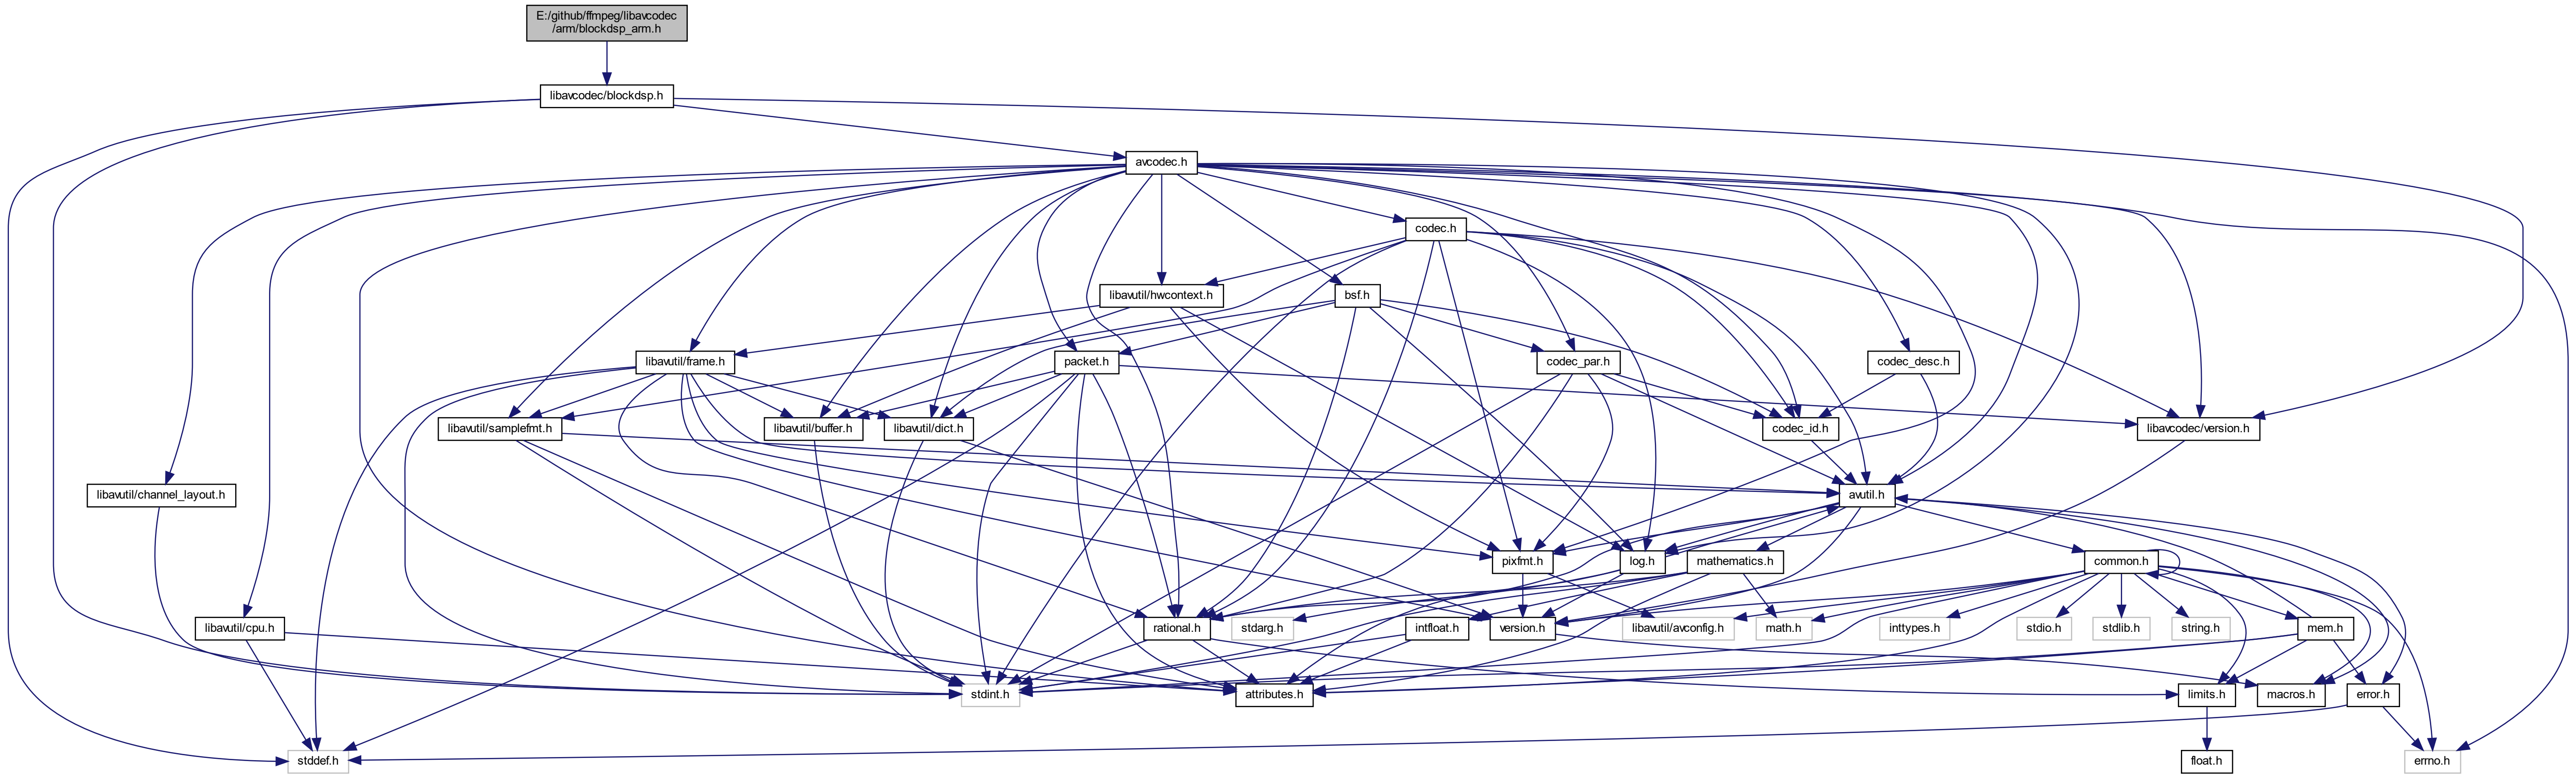 E:/github/ffmpeg/libavcodec
/arm/blockdsp_arm.h
libavcodec/blockdsp.h
avcodec.h
codec.h
libavutil/hwcontext.h
bsf.h
libavutil/frame.h
packet.h
codec_par.h
codec_desc.h
libavutil/samplefmt.h
libavutil/buffer.h
libavutil/dict.h
codec_id.h
libavcodec/version.h
libavutil/channel_layout.h
avutil.h
pixfmt.h
log.h
mathematics.h
common.h
libavutil/cpu.h
rational.h
stdarg.h
intfloat.h
version.h
libavutil/avconfig.h
math.h
inttypes.h
stdio.h
stdlib.h
string.h
mem.h
stdint.h
attributes.h
limits.h
macros.h
error.h
stddef.h
float.h
errno.h